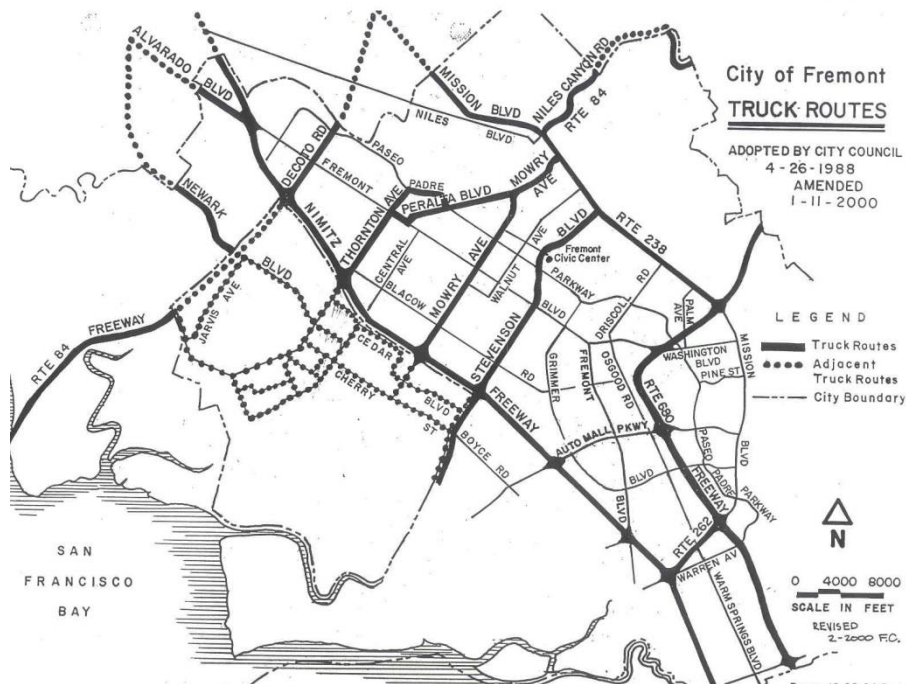 City of Fremont
TRUCK ROUTES
ADOPTED BY CITY COUNCIL
4-26-1988
AMENDED
1-11-2000
LEGEND
Truck Routes
Adjacent
Truck Routes
City Boundary
N
0 4000 8000
SCALE IN FEET
REVISED
2-2000 F.C.
ALVARADO
BLVD
MISSION
BLVD
NILES CANYON RD
RTE 84
NILES
BLVD
DECOTO RD
FREMONT
PASEO
PADRE
PERALTA BLVD
MOWRY
AVE
NEWARK
BLVD
NIMITZ
THORNTON AVE
CENTRAL
AVE
BLACOW
MOWRY AVE
WALNUT AVE
BLVD
Fremont
Civic Center
RTE 238
PARKWAY
BLVD
DRISCOLL RD
PALM
AVE
WASHINGTON
BLVD
PINE ST
MISSION
JARVIS AVE
FREEWAY
RTE 84
CEDAR
BLVD
CHERRY
ST
STEVENSON
RD
GRIMMER
FREMONT
OSGOOD RD
RTE 680
FREEWAY
AUTO MALL PKWY
BOYCE RD
BLVD
BLVD
PASEO
PADRE
PARKWAY
BLVD
FREEWAY
RTE 262
WARREN AV
WARM SPRINGS BLVD
SAN
FRANCISCO
BAY